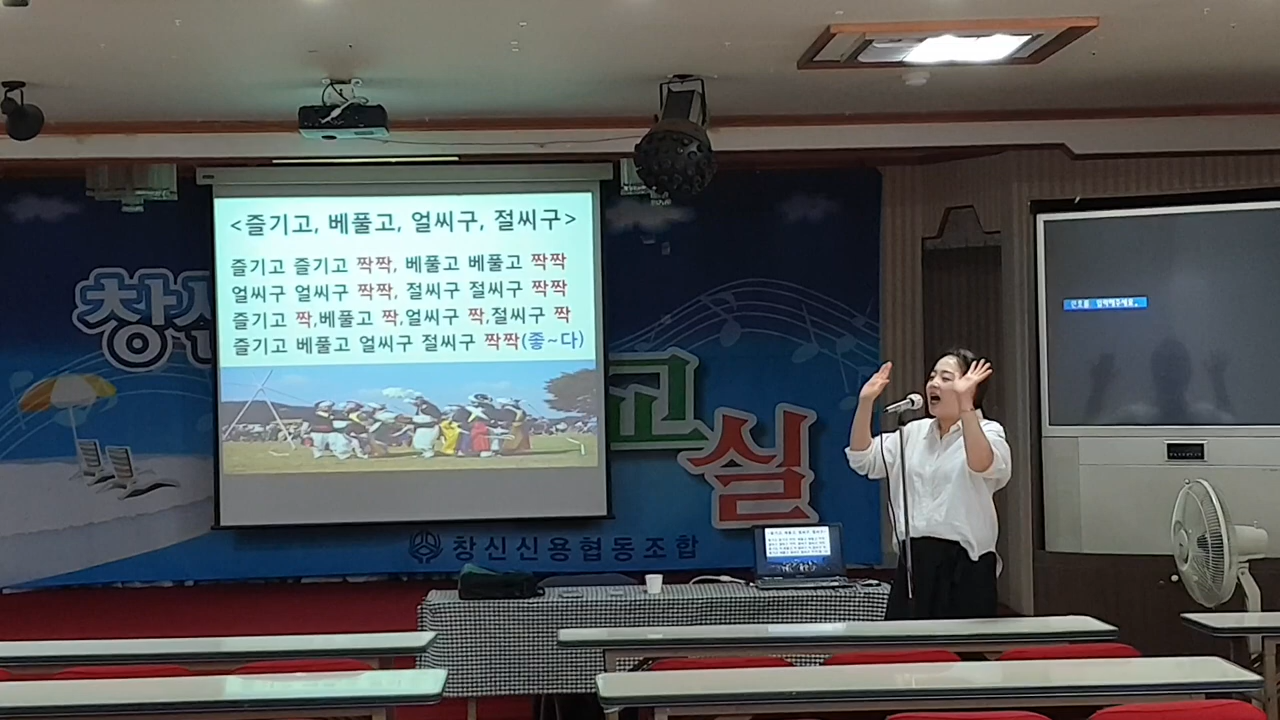 <즐기고, 베풀고, 얼씨구, 절씨구>
즐기고 즐기고 짝짝, 베풀고 베풀고 짝짝
얼씨구 얼씨구 짝짝, 절씨구 절씨구 짝짝
즐기고 짝,베풀고 짝,얼씨구 짝,절씨구 짝
즐기고 베풀고 얼씨구 절씨구 짝짝(좋~다)
창신
교실
창신신용협동조합